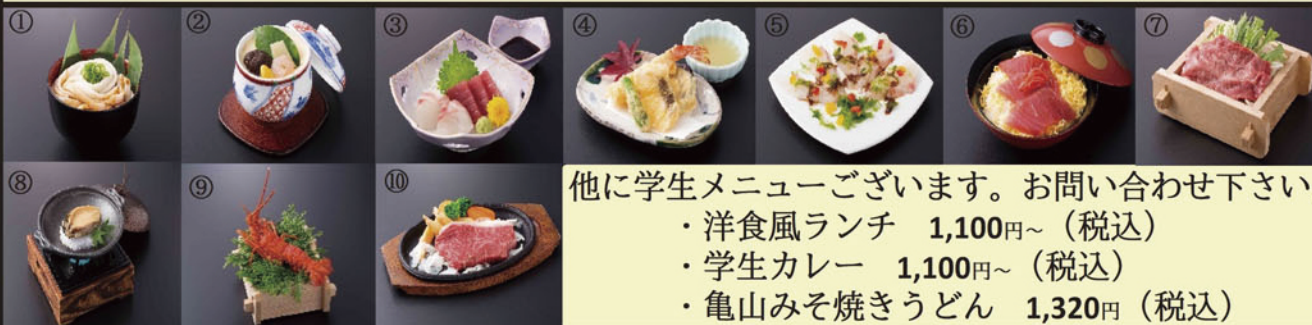 ①
②
③
④
⑤
⑥
⑦
⑧
⑨
⑩
他に学生メニューございます。お問い合わせ下さい
・洋食風ランチ　1,100円~（税込）
・学生カレー　1,100円~（税込）
・亀山みそ焼きうどん　1,320円（税込）